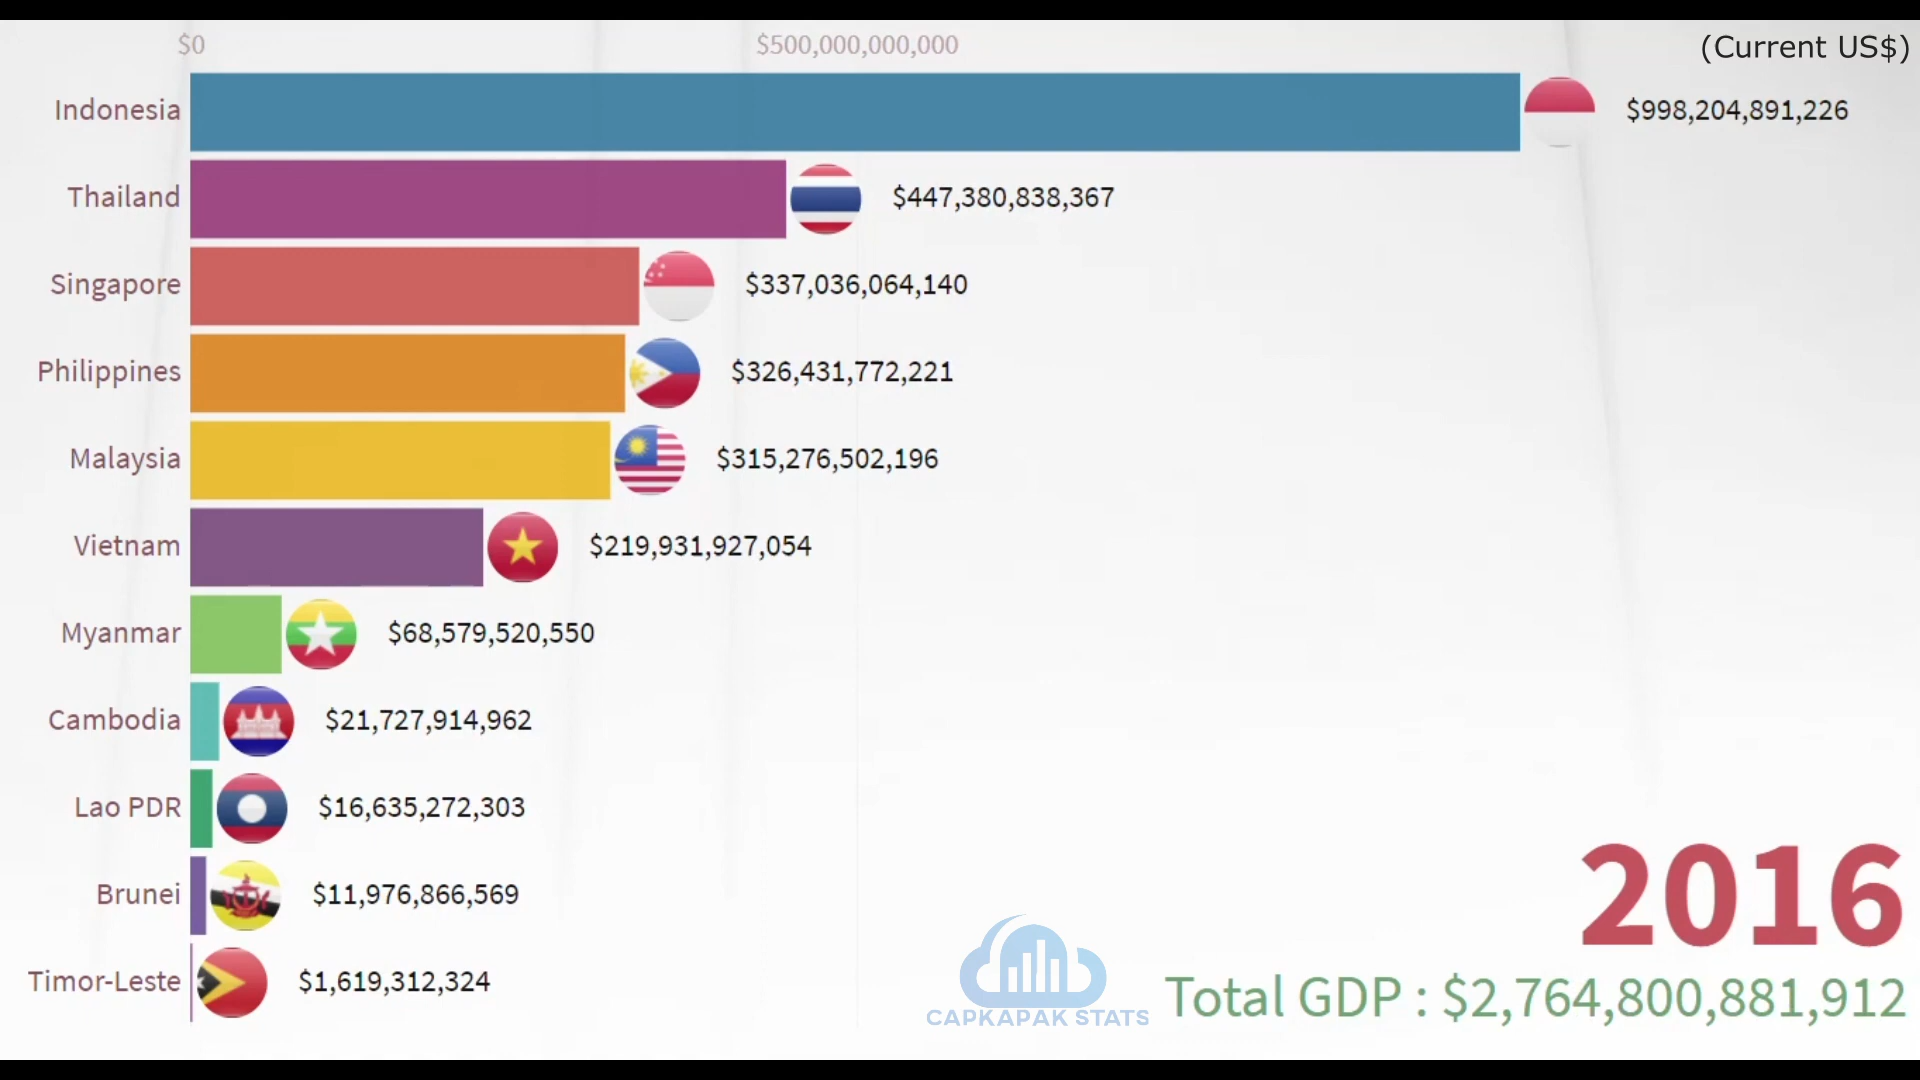 $0 $500,000,000,000 (Current US$)
Indonesia $998,204,891,226
Thailand $447,380,838,367
Singapore $337,036,064,140
Philippines $326,431,772,221
Malaysia $315,276,502,196
Vietnam $219,931,927,054
Myanmar $68,579,520,550
Cambodia $21,727,914,962
Lao PDR $16,635,272,303
Brunei $11,976,866,569
2016
Timor-Leste $1,619,312,324
Total GDP : $2,764,800,881,912
CAPKAPAK STATS